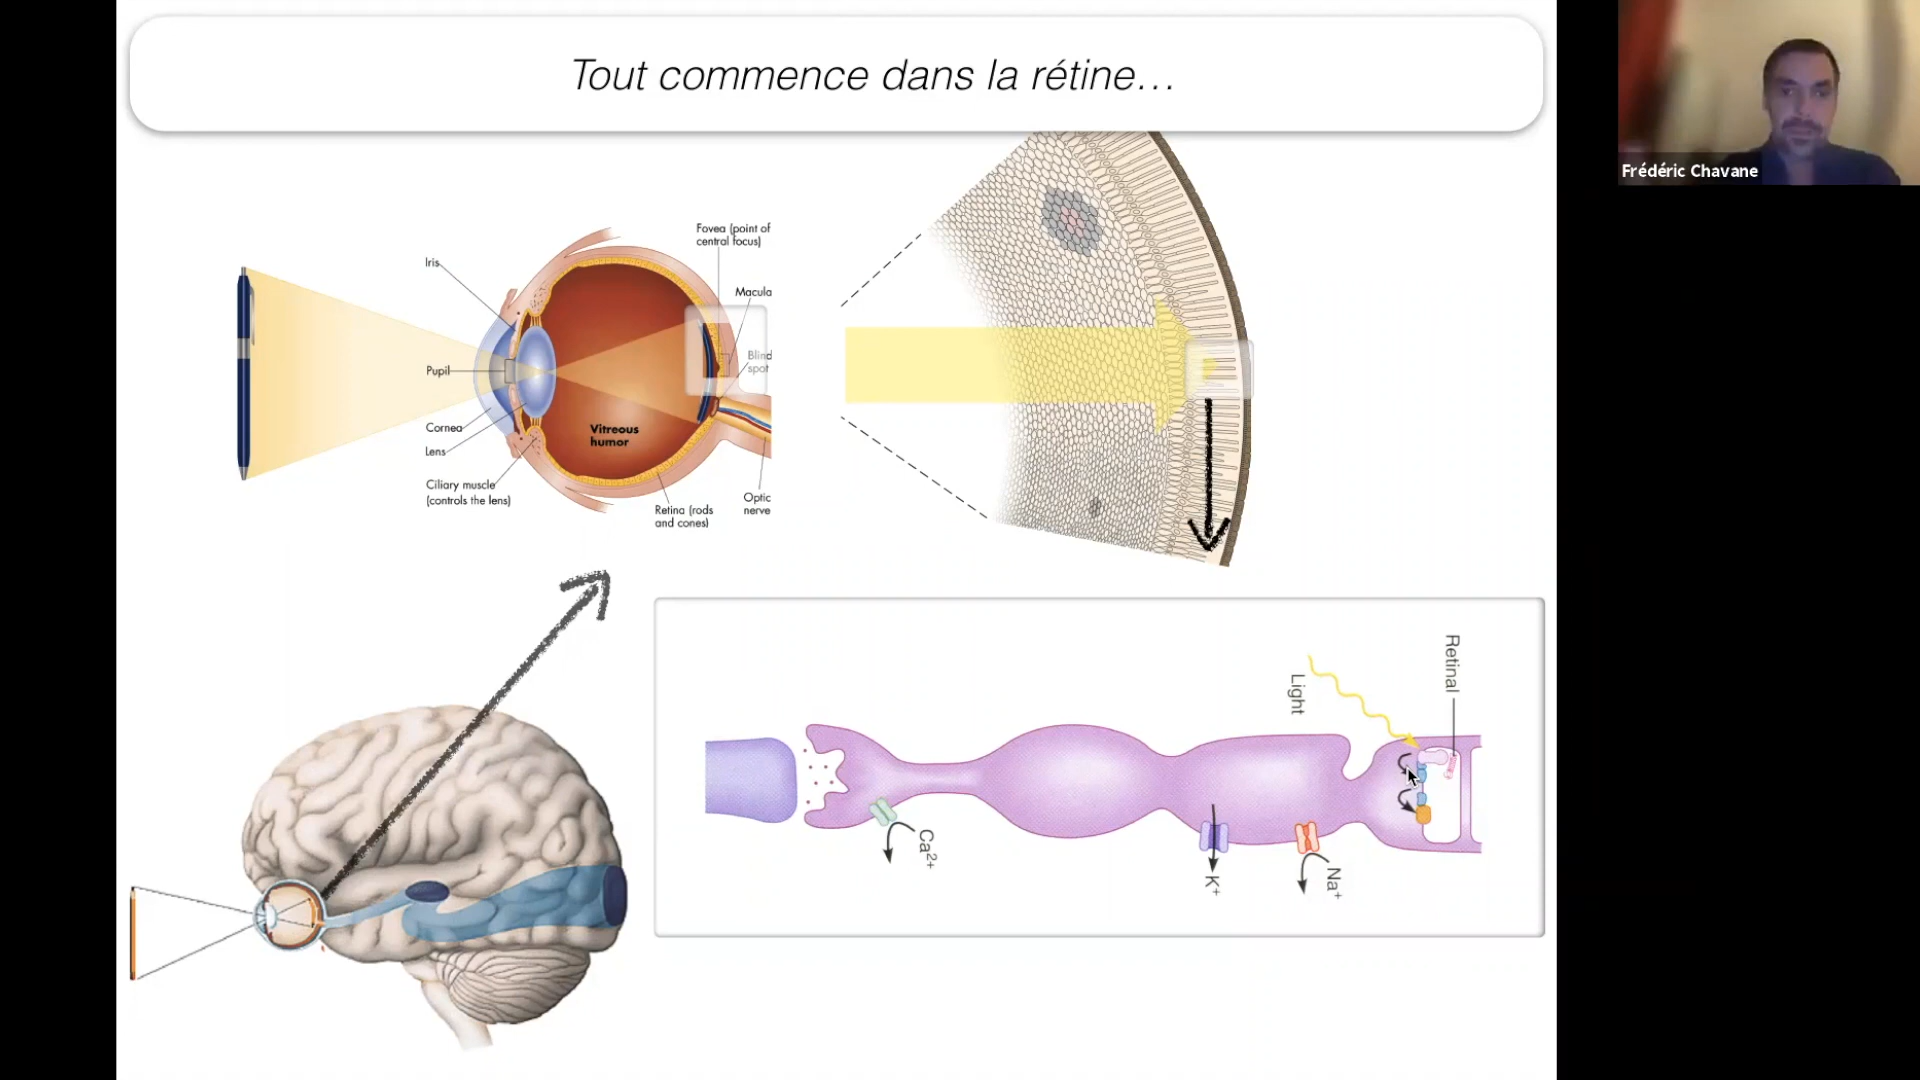 Tout commence dans la rétine…
Frédéric Chavane
Fovea (point of
central focus)
Iris
Macula
Blind
spot
Pupil
Cornea
Vitreous
humor
Lens
Ciliary muscle
(controls the lens)
Retina (rods
and cones)
Optic
nerve
Retinal
Light
Ca²⁺
K⁺
Na⁺